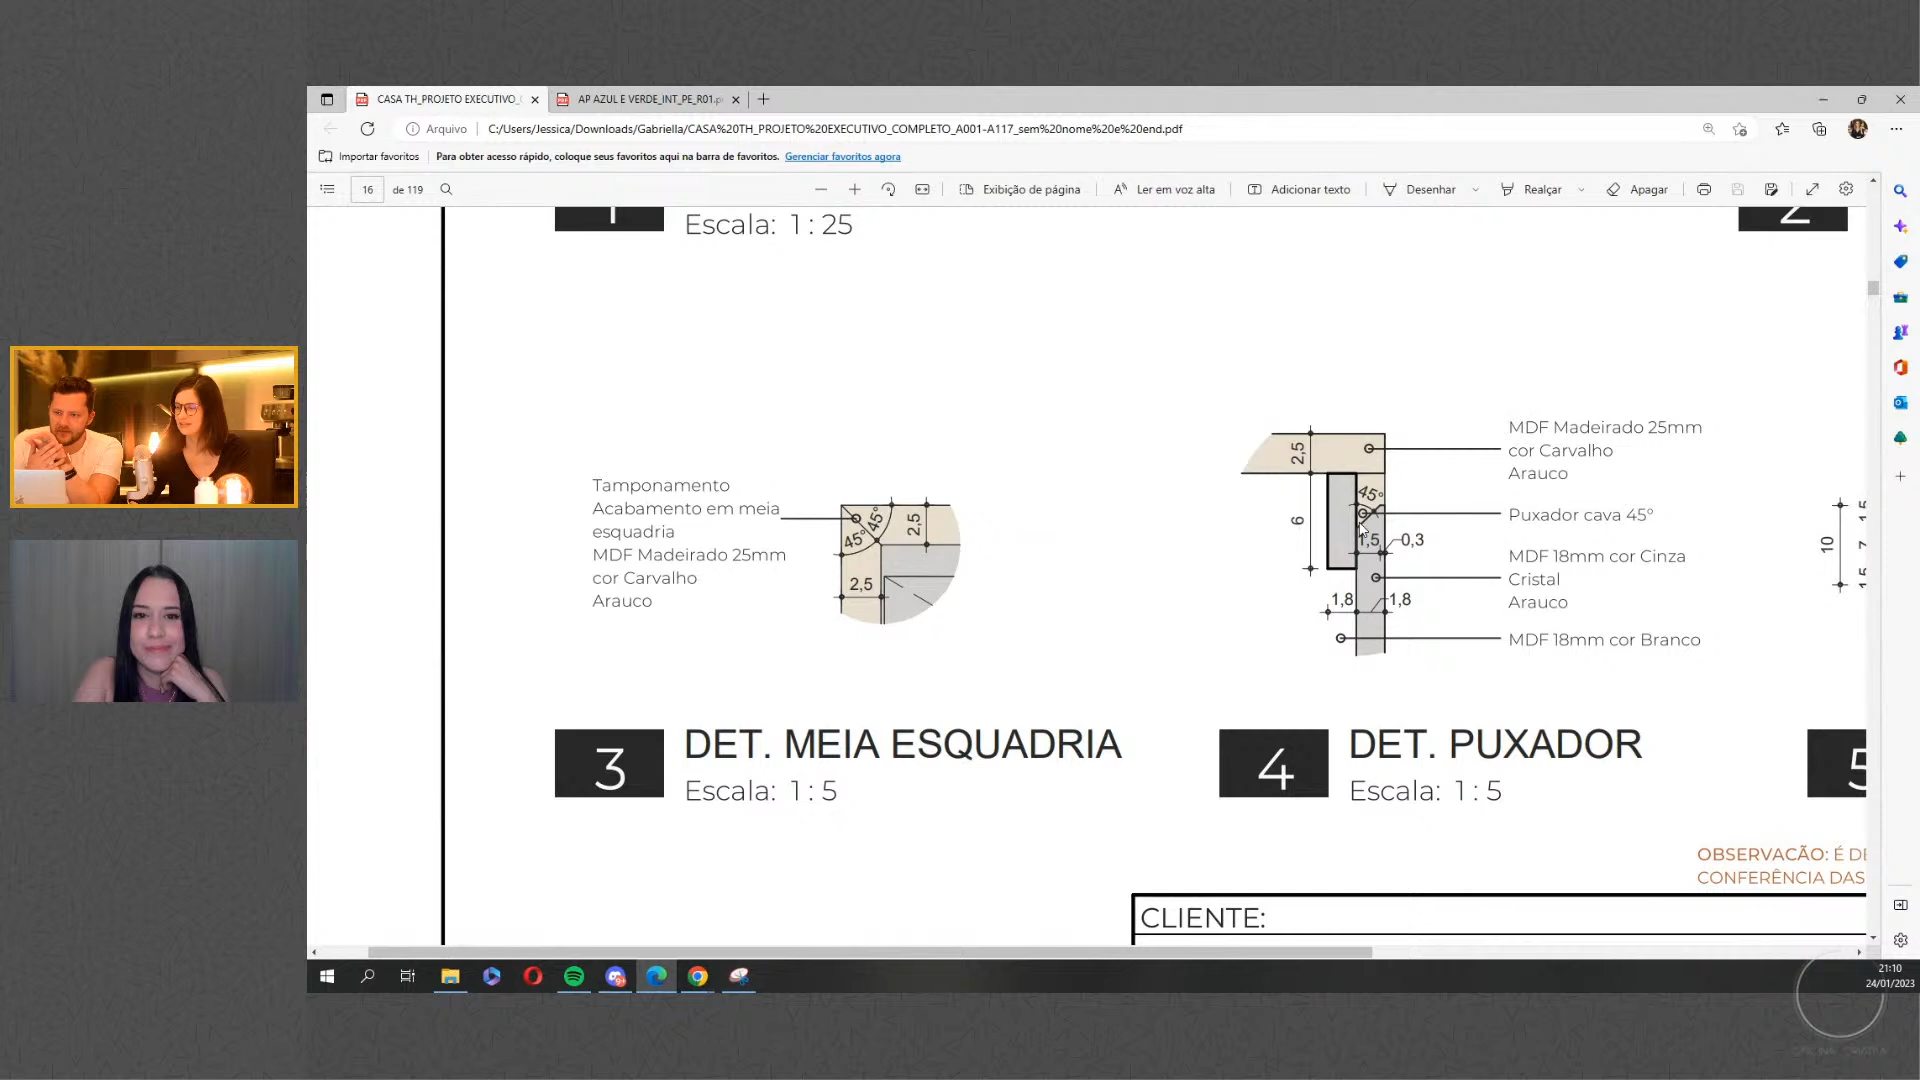 CASA TH_PROJETO EXECUTIVO_
AP AZUL E VERDE_INT_PE_R01.p
Arquivo
C:/Users/Jessica/Downloads/Gabriella/CASA%20TH_PROJETO%20EXECUTIVO_COMPLETO_A001-A117_sem%20nome%20e%20end.pdf
Importar favoritos
Para obter acesso rápido, coloque seus favoritos aqui na barra de favoritos. Gerenciar favoritos agora
16 de 119
Exibição de página
Ler em voz alta
Adicionar texto
Desenhar
Realçar
Apagar
1
Escala: 1 : 25
2
Tamponamento
Acabamento em meia
esquadria
MDF Madeirado 25mm
cor Carvalho
Arauco
45°
45°
2,5
2,5
2,5
6
45°
1,5
0,3
1,8
1,8
MDF Madeirado 25mm
cor Carvalho
Arauco
Puxador cava 45°
MDF 18mm cor Cinza
Cristal
Arauco
MDF 18mm cor Branco
10
7
3
DET. MEIA ESQUADRIA
Escala: 1 : 5
4
DET. PUXADOR
Escala: 1 : 5
5
OBSERVAÇÃO: É DE
CONFERÊNCIA DAS
CLIENTE:
21:10
24/01/2023